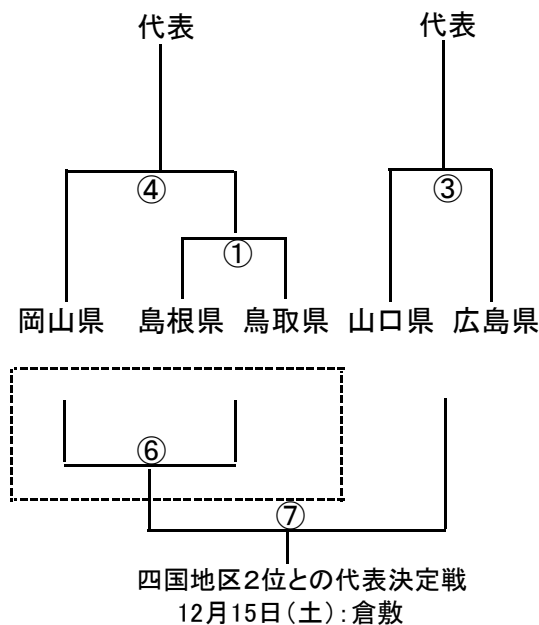 代表 代表
④ ③
①
岡山県 島根県 鳥取県 山口県 広島県
⑥
⑦
四国地区２位との代表決定戦
12月15日（土）：倉敷